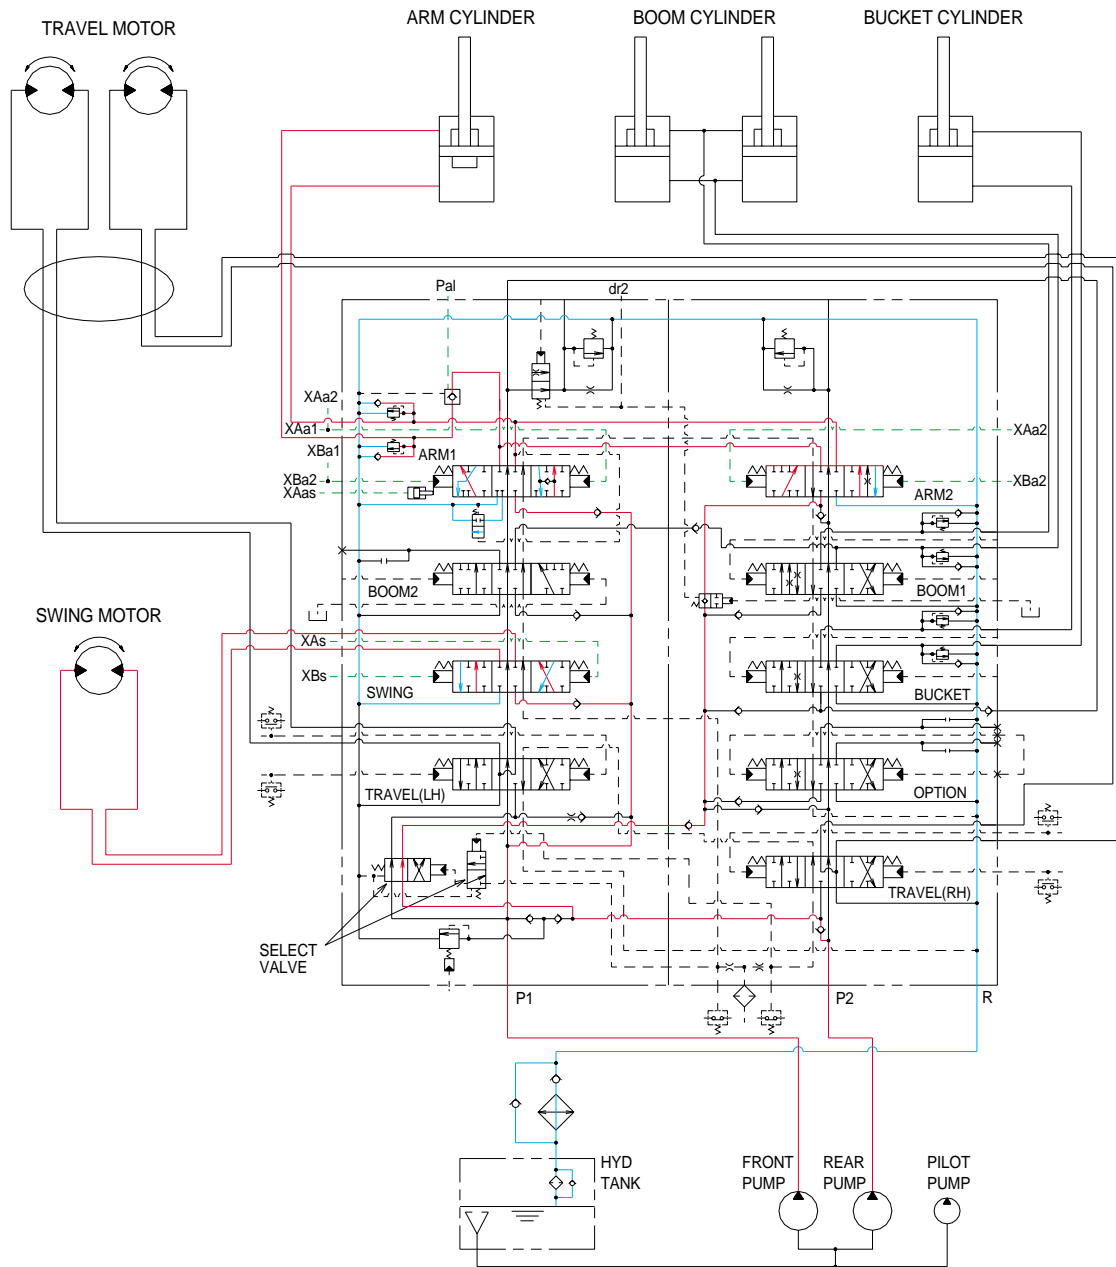 ARM CYLINDER
BOOM CYLINDER
BUCKET CYLINDER
TRAVEL MOTOR
Pal
dr2
XAa2
XAa1
XAa2
XBa1
ARM1
XBa2
XBa2
XAas
ARM2
BOOM2
BOOM1
SWING MOTOR
XAs
XBs
SWING
BUCKET
TRAVEL(LH)
OPTION
TRAVEL(RH)
SELECT
VALVE
P1
P2
R
HYD
TANK
FRONT
PUMP
REAR
PUMP
PILOT
PUMP